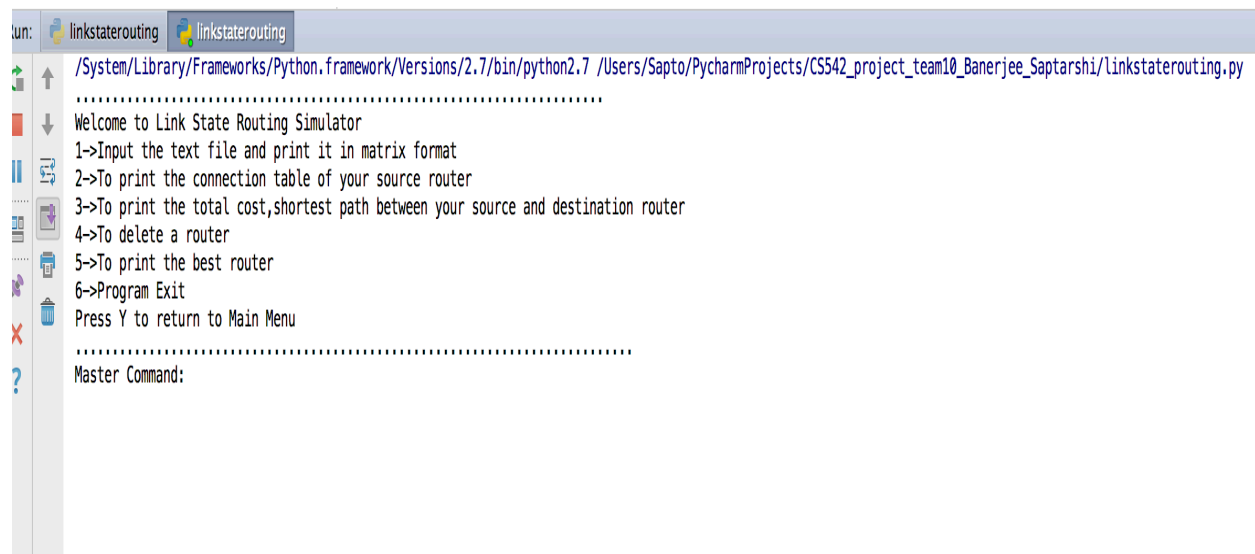 linkstaterouting linkstaterouting
/System/Library/Frameworks/Python.framework/Versions/2.7/bin/python2.7 /Users/Sapto/PycharmProjects/CS542_project_team10_Banerjee_Saptarshi/linkstaterouting.py
........................................................................
Welcome to Link State Routing Simulator
1->Input the text file and print it in matrix format
2->To print the connection table of your source router
3->To print the total cost,shortest path between your source and destination router
4->To delete a router
5->To print the best router
6->Program Exit
Press Y to return to Main Menu
............................................................................
Master Command: